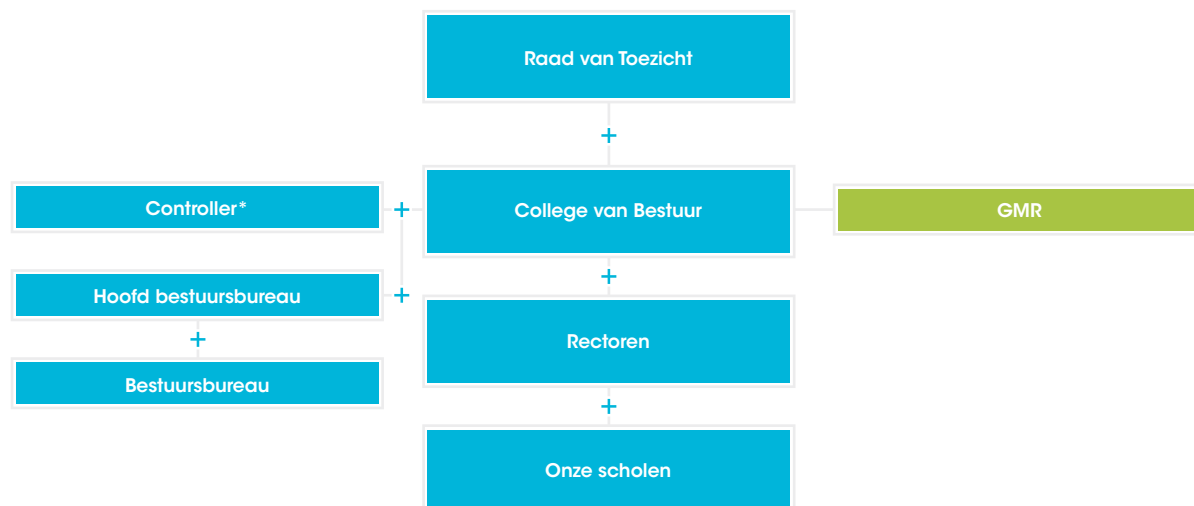 Raad van Toezicht
+
Controller*
+
College van Bestuur
GMR
Hoofd bestuursbureau
+
+
Rectoren
+
Bestuursbureau
+
Onze scholen